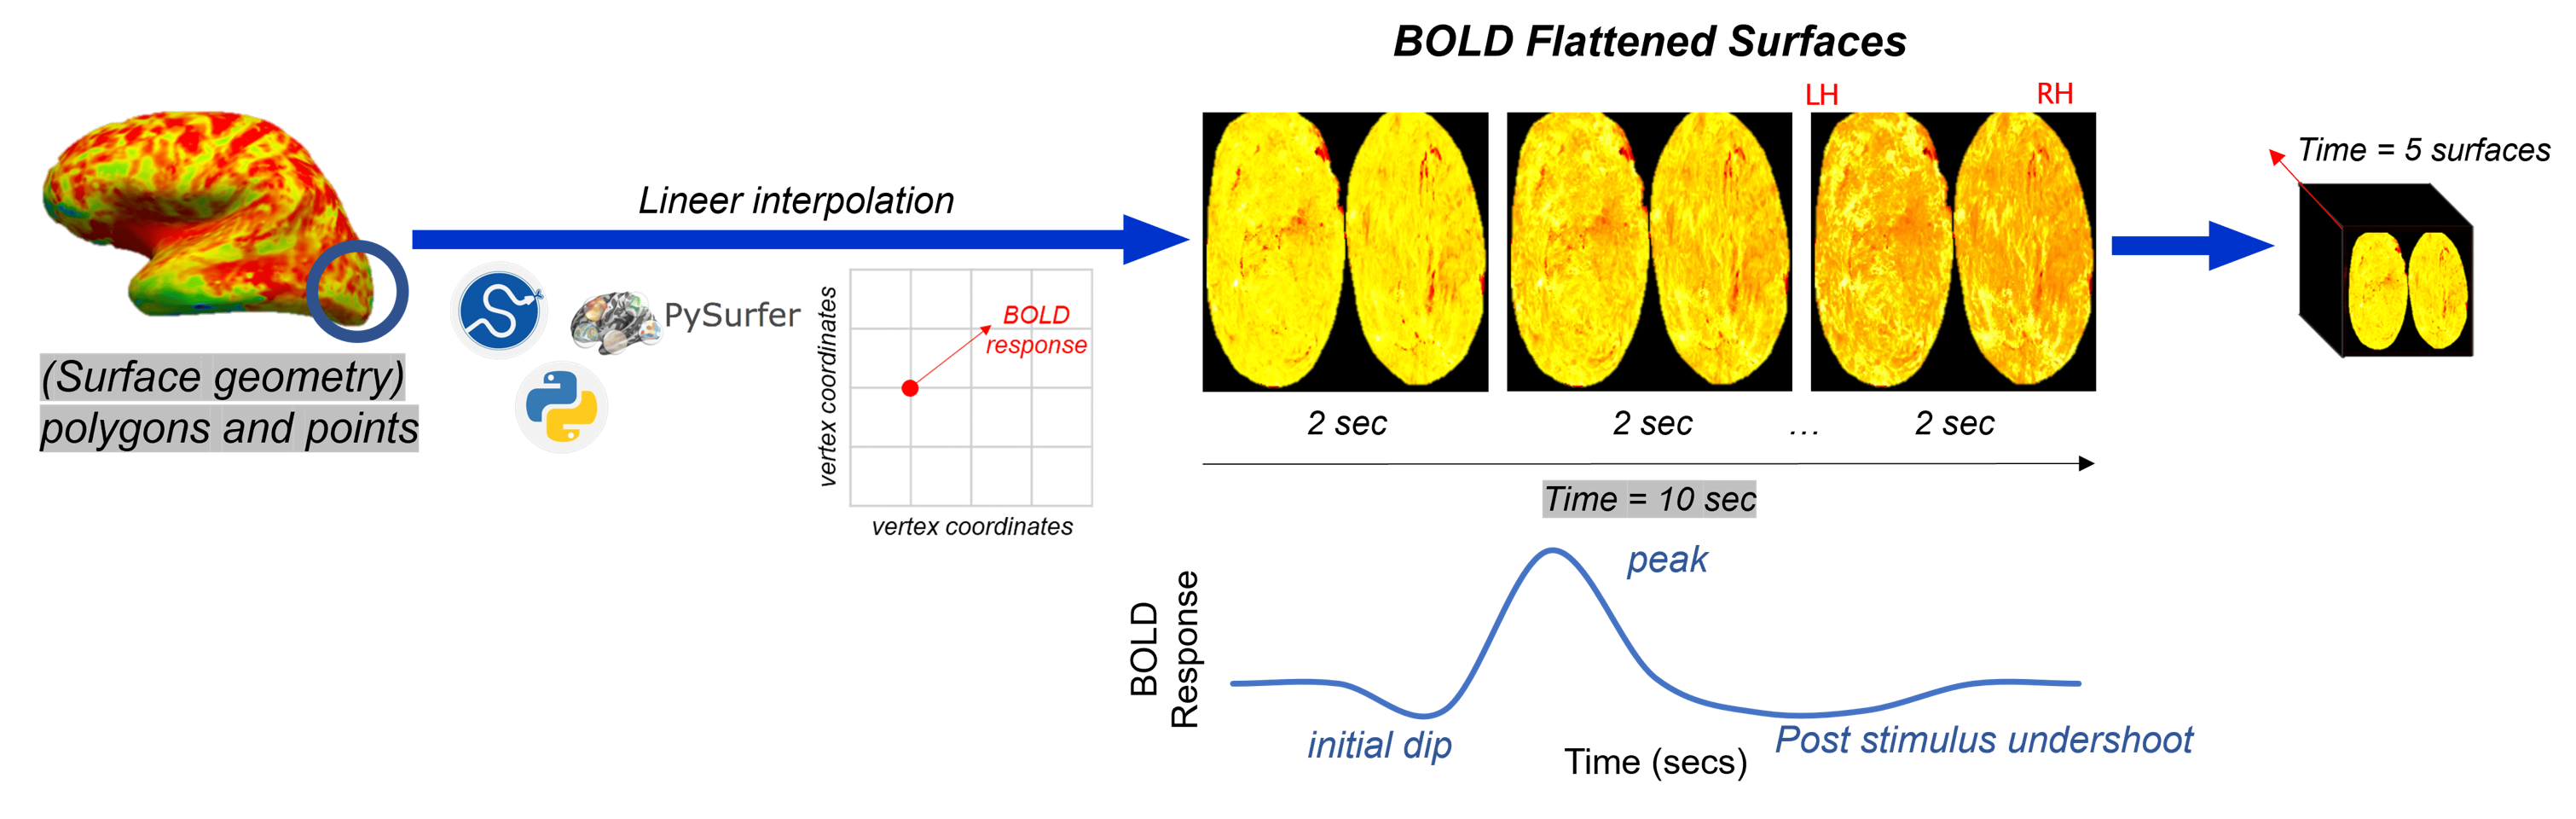 BOLD Flattened Surfaces
LH
RH
Time = 5 surfaces
Lineer interpolation
PySurfer
BOLD
response
vertex coordinates
vertex coordinates
(Surface geometry)
polygons and points
2 sec
2 sec
...
2 sec
Time = 10 sec
peak
BOLD
Response
initial dip
Post stimulus undershoot
Time (secs)